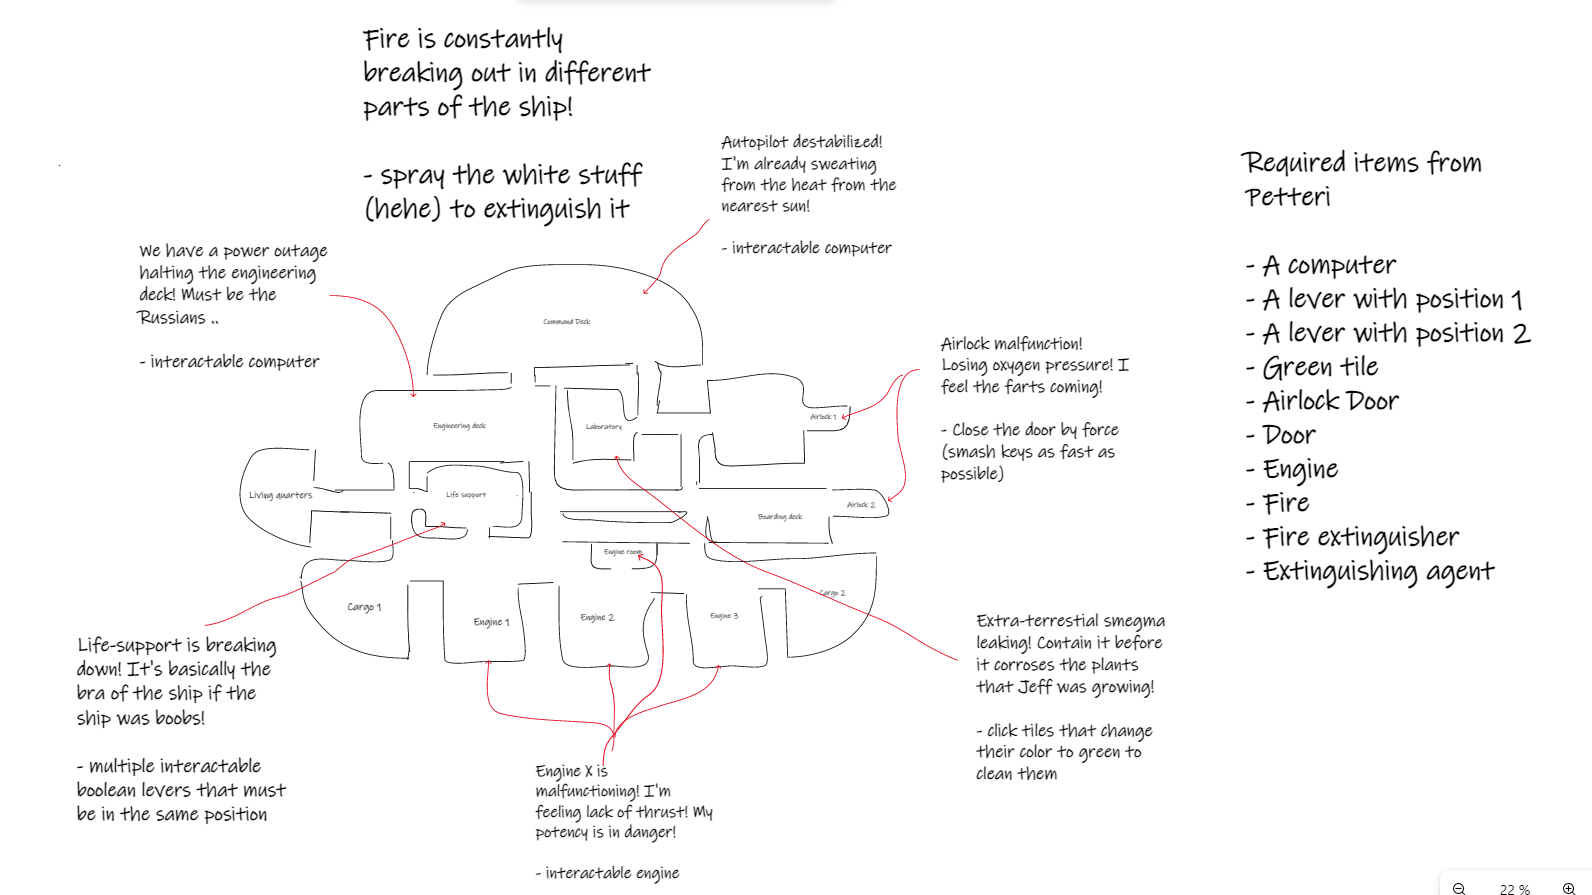 Fire is constantly
breaking out in different
parts of the ship!
- spray the white stuff
(hehe) to extinguish it
Autopilot destabilized!
I'm already sweating
from the heat from the
nearest sun!
- interactable computer
We have a power outage
halting the engineering
deck! Must be the
Russians ..
- interactable computer
Airlock malfunction!
Losing oxygen pressure! I
feel the farts coming!
- Close the door by force
(smash keys as fast as
possible)
Required items from
Petteri
- A computer
- A lever with position 1
- A lever with position 2
- Green tile
- Airlock Door
- Door
- Engine
- Fire
- Fire extinguisher
- Extinguishing agent
Command Deck
Engineering deck
Laboratory
Airlock 1
Living quarters
Life support
Airlock 2
Boarding deck
Engine room
Cargo 1
Engine 1
Engine 2
Engine 3
Cargo 2
Life-support is breaking
down! It's basically the
bra of the ship if the
ship was boobs!
- multiple interactable
boolean levers that must
be in the same position
Engine X is
malfunctioning! I'm
feeling lack of thrust! My
potency is in danger!
- interactable engine
Extra-terrestial smegma
leaking! Contain it before
it corroses the plants
that Jeff was growing!
- click tiles that change
their color to green to
clean them
22 %